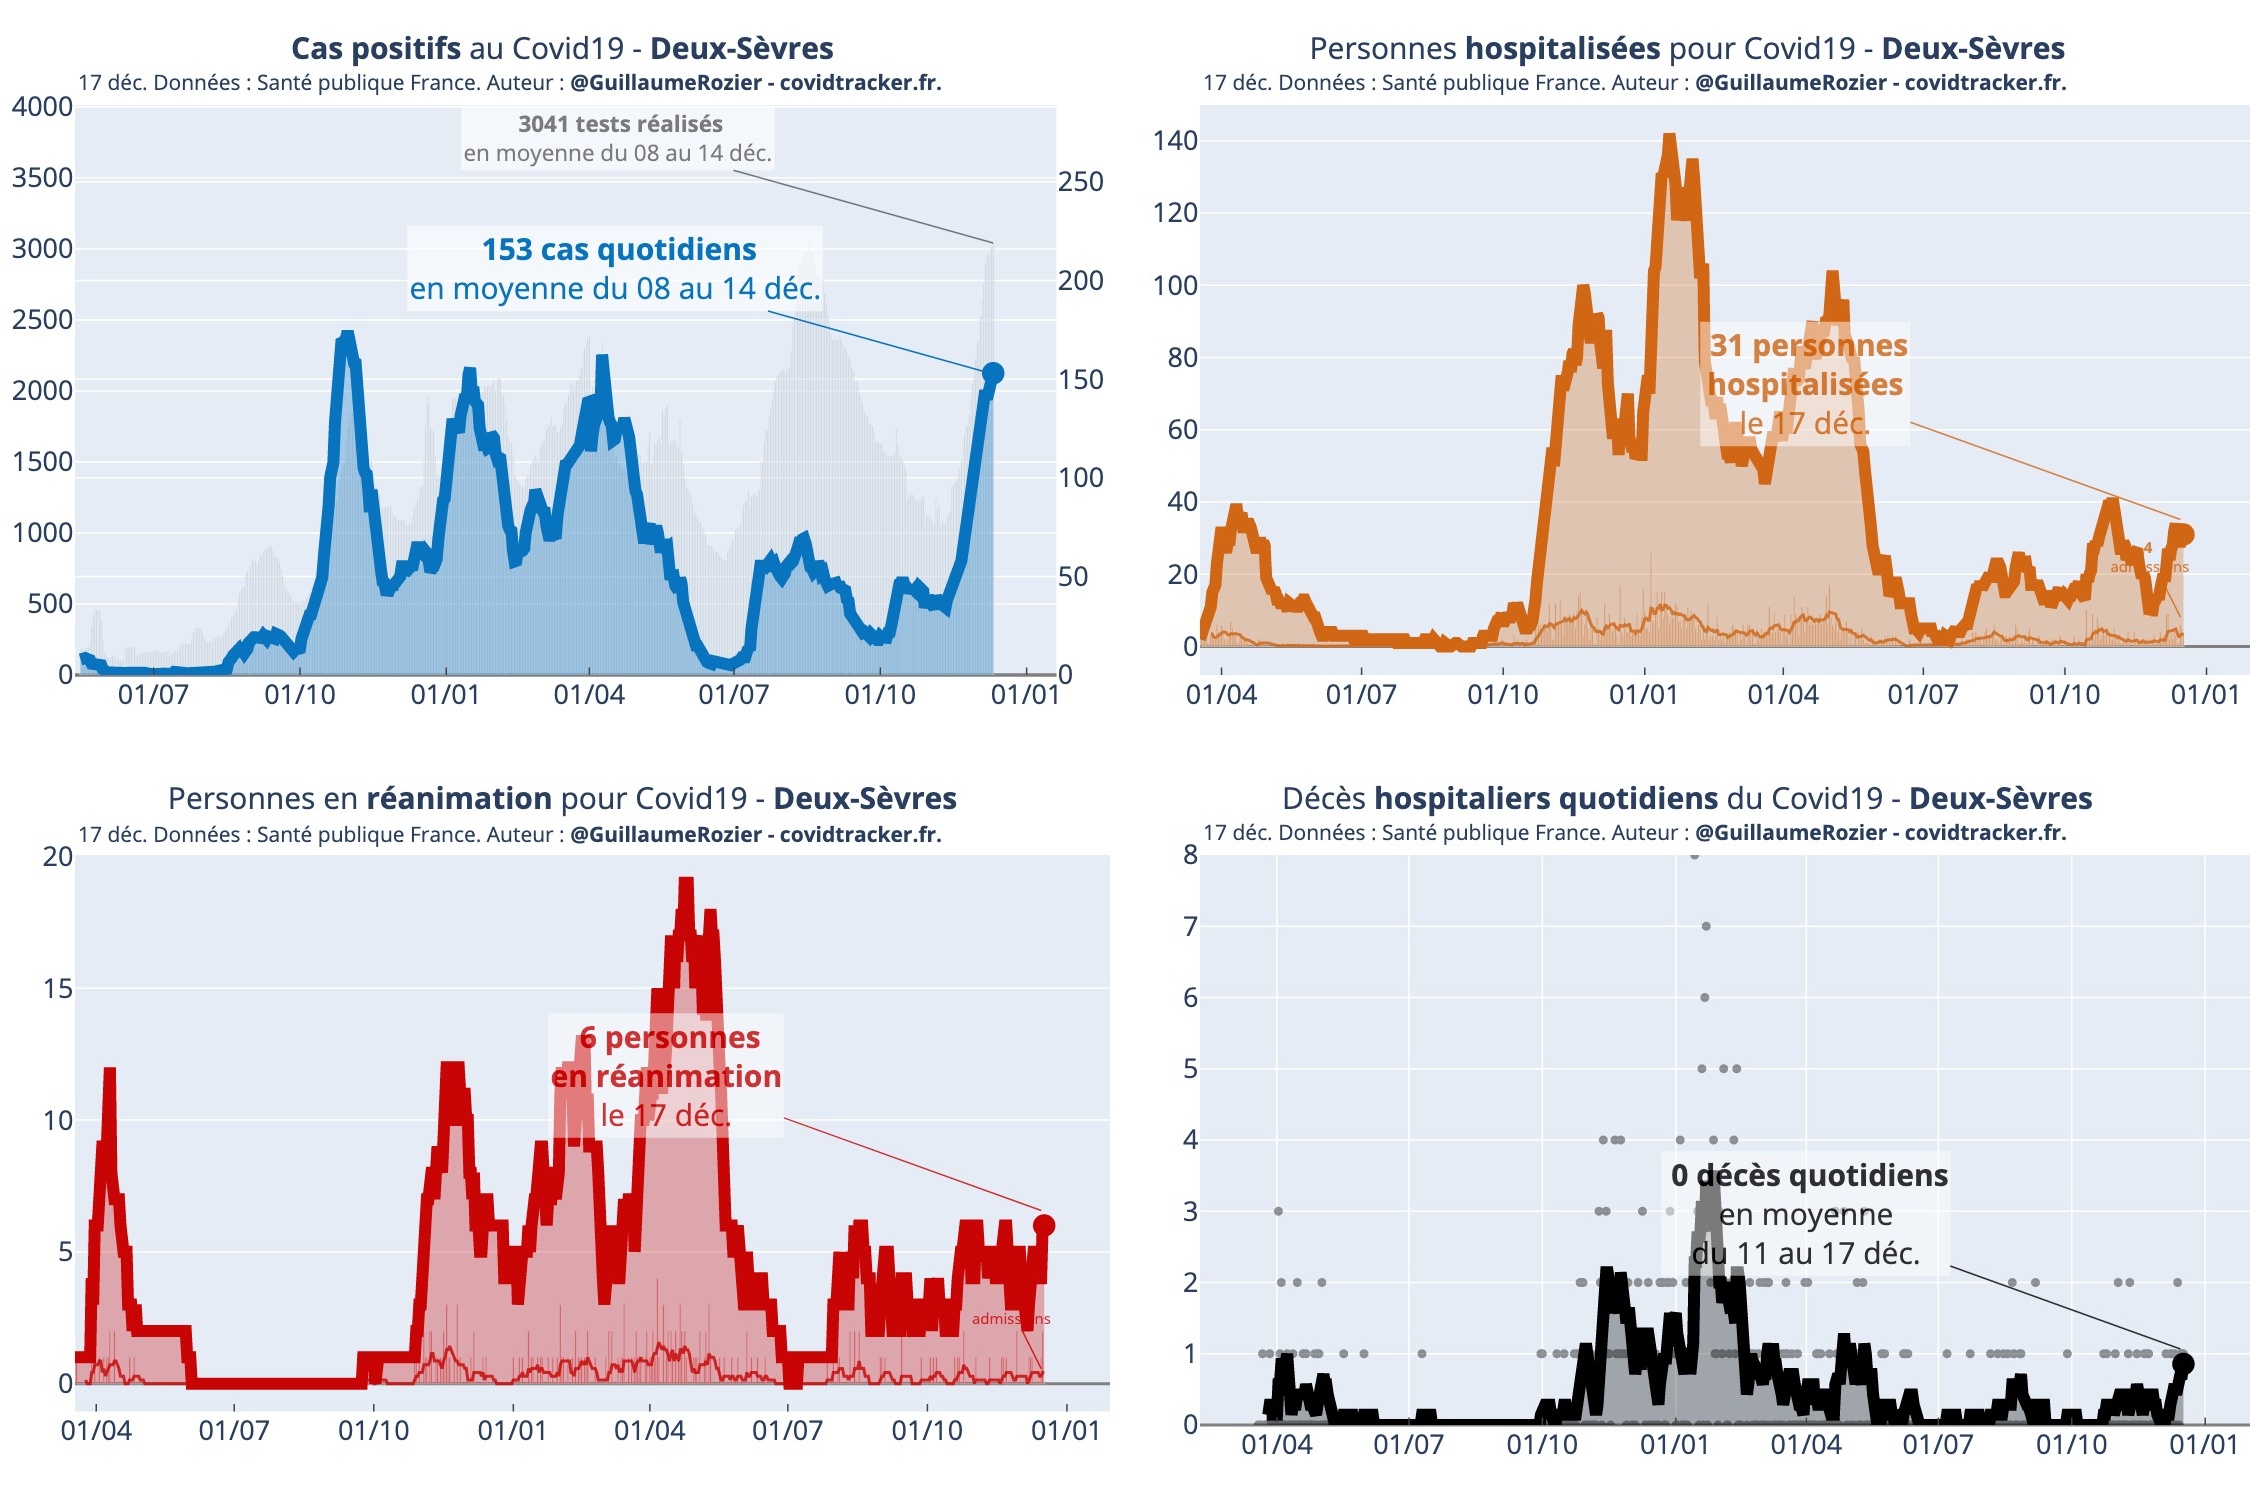 Cas positifs au Covid19 - Deux-Sèvres
17 déc. Données : Santé publique France. Auteur : @GuillaumeRozier - covidtracker.fr.
4000
3500
3000
2500
2000
1500
1000
500
0
250
200
150
100
50
0
3041 tests réalisés
en moyenne du 08 au 14 déc.
153 cas quotidiens
en moyenne du 08 au 14 déc.
01/07 01/10 01/01 01/04 01/07 01/10 01/01
Personnes hospitalisées pour Covid19 - Deux-Sèvres
17 déc. Données : Santé publique France. Auteur : @GuillaumeRozier - covidtracker.fr.
140
120
100
80
60
40
20
0
31 personnes
hospitalisées
le 17 déc.
4
admissions
01/04 01/07 01/10 01/01 01/04 01/07 01/10 01/01
Personnes en réanimation pour Covid19 - Deux-Sèvres
17 déc. Données : Santé publique France. Auteur : @GuillaumeRozier - covidtracker.fr.
20
15
10
5
0
6 personnes
en réanimation
le 17 déc.
admissions
01/04 01/07 01/10 01/01 01/04 01/07 01/10 01/01
Décès hospitaliers quotidiens du Covid19 - Deux-Sèvres
17 déc. Données : Santé publique France. Auteur : @GuillaumeRozier - covidtracker.fr.
8
7
6
5
4
3
2
1
0
0 décès quotidiens
en moyenne
du 11 au 17 déc.
01/04 01/07 01/10 01/01 01/04 01/07 01/10 01/01